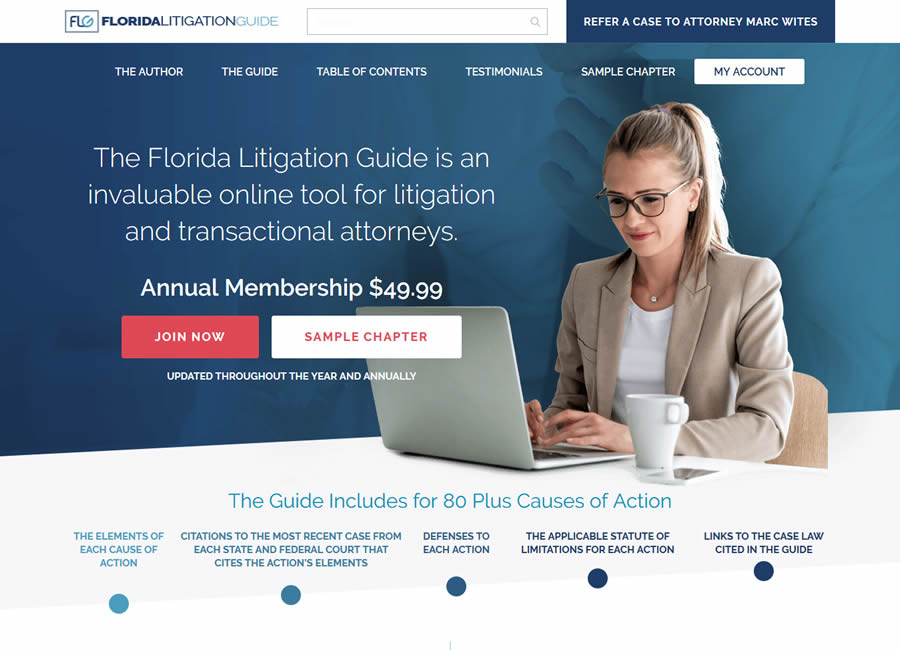 FLG FLORIDALITIGATIONGUIDE
REFER A CASE TO ATTORNEY MARC WITES
THE AUTHOR THE GUIDE TABLE OF CONTENTS TESTIMONIALS SAMPLE CHAPTER MY ACCOUNT
The Florida Litigation Guide is an
invaluable online tool for litigation
and transactional attorneys.
Annual Membership $49.99
JOIN NOW SAMPLE CHAPTER
UPDATED THROUGHOUT THE YEAR AND ANNUALLY
The Guide Includes for 80 Plus Causes of Action
THE ELEMENTS OF
EACH CAUSE OF
ACTION
CITATIONS TO THE MOST RECENT CASE FROM
EACH STATE AND FEDERAL COURT THAT
CITES THE ACTION'S ELEMENTS
DEFENSES TO
EACH ACTION
THE APPLICABLE STATUTE OF
LIMITATIONS FOR EACH ACTION
LINKS TO THE CASE LAW
CITED IN THE GUIDE